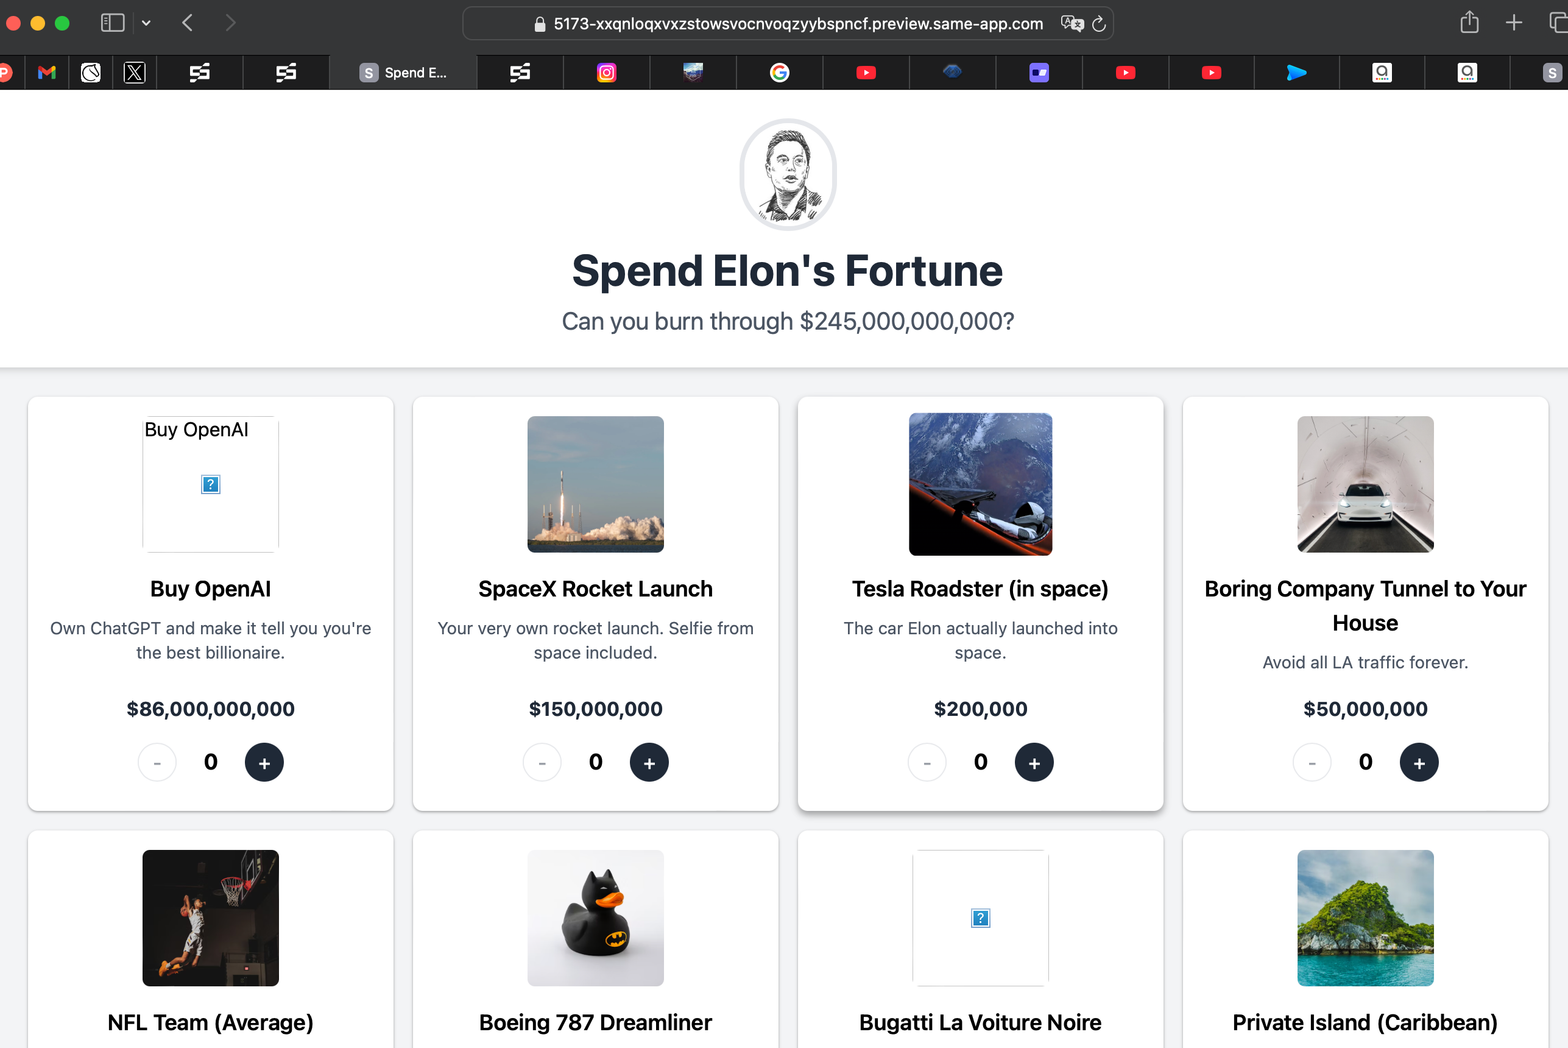 5173-xxqnloqxvxzstowsvocnvoqzyybspncf.preview.same-app.com
S Spend E...
S
Spend Elon's Fortune
Can you burn through $245,000,000,000?
Buy OpenAI
Buy OpenAI
Own ChatGPT and make it tell you you're
the best billionaire.
$86,000,000,000
- 0 +
SpaceX Rocket Launch
Your very own rocket launch. Selfie from
space included.
$150,000,000
- 0 +
Tesla Roadster (in space)
The car Elon actually launched into
space.
$200,000
- 0 +
Boring Company Tunnel to Your
House
Avoid all LA traffic forever.
$50,000,000
- 0 +
NFL Team (Average)
Boeing 787 Dreamliner
Bugatti La Voiture Noire
Private Island (Caribbean)